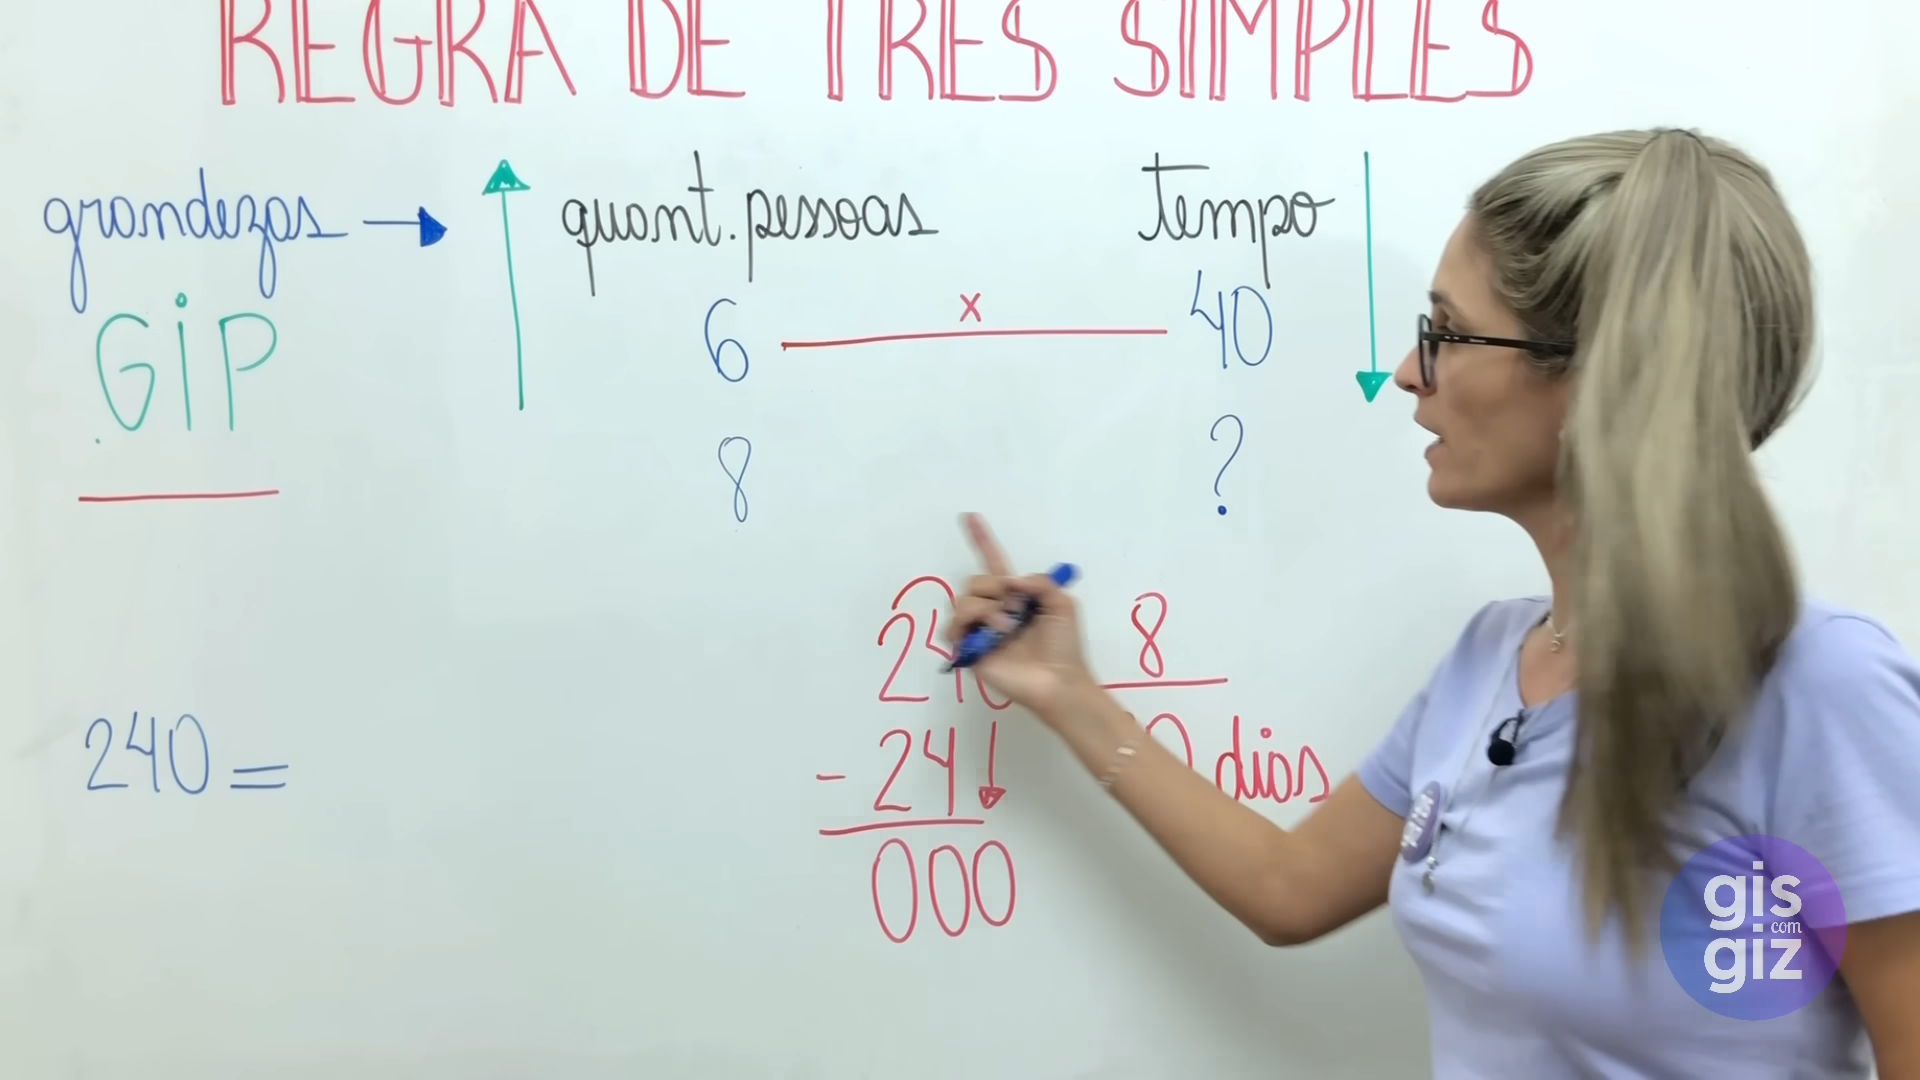 REGRA DE TRÊS SIMPLES
grandezas → quant. pessoas tempo
GIP
6 x 40
8 ?
240 8
240 =
- 24 dias
000
gis
com
giz